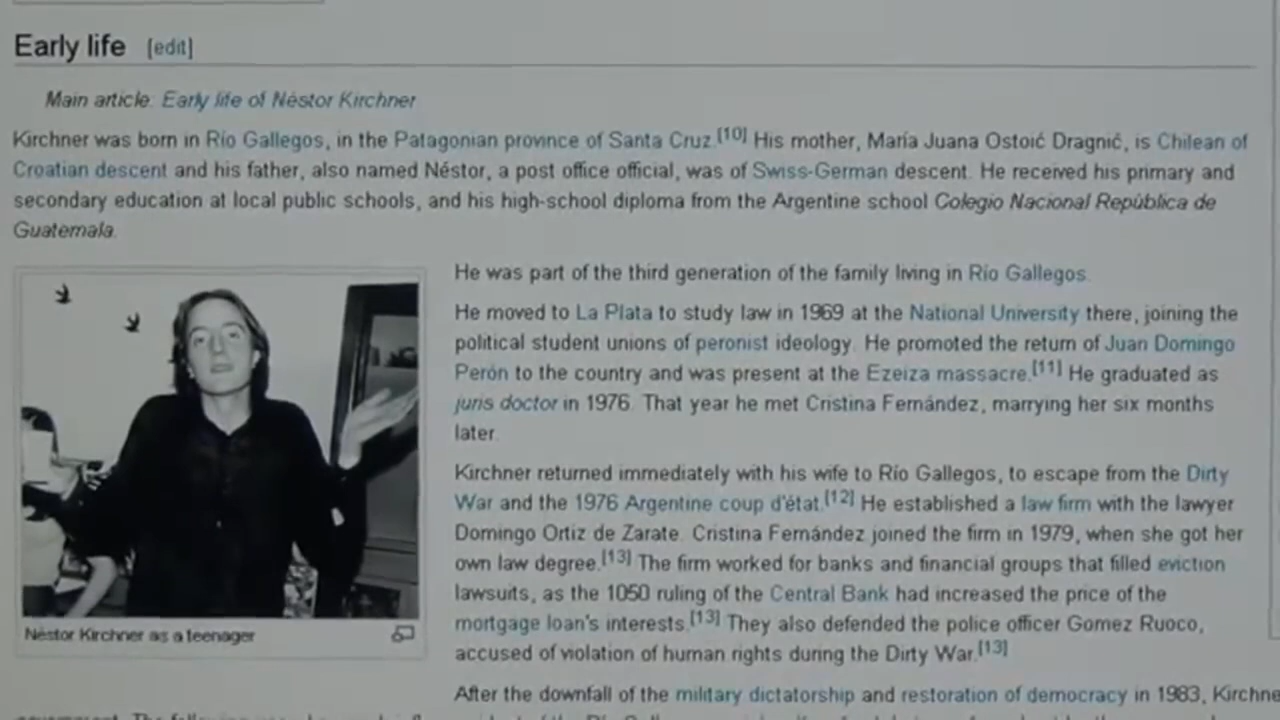 Early life [edit]
Main article: Early life of Néstor Kirchner
Kirchner was born in Río Gallegos, in the Patagonian province of Santa Cruz.[10] His mother, María Juana Ostoić Dragnič, is Chilean of
Croatian descent and his father, also named Néstor, a post office official, was of Swiss-German descent. He received his primary and
secondary education at local public schools, and his high-school diploma from the Argentine school Colegio Nacional República de
Guatemala.
He was part of the third generation of the family living in Río Gallegos.
He moved to La Plata to study law in 1969 at the National University there, joining the
political student unions of peronist ideology. He promoted the return of Juan Domingo
Perón to the country and was present at the Ezeiza massacre.[11] He graduated as
juris doctor in 1976. That year he met Cristina Fernández, marrying her six months
later.
Kirchner returned immediately with his wife to Río Gallegos, to escape from the Dirty
War and the 1976 Argentine coup d'état.[12] He established a law firm with the lawyer
Domingo Ortiz de Zarate. Cristina Fernández joined the firm in 1979, when she got her
own law degree.[13] The firm worked for banks and financial groups that filled eviction
lawsuits, as the 1050 ruling of the Central Bank had increased the price of the
mortgage loan's interests.[13] They also defended the police officer Gomez Ruoco,
accused of violation of human rights during the Dirty War.[13]
After the downfall of the military dictatorship and restoration of democracy in 1983, Kirchne
Néstor Kirchner as a teenager